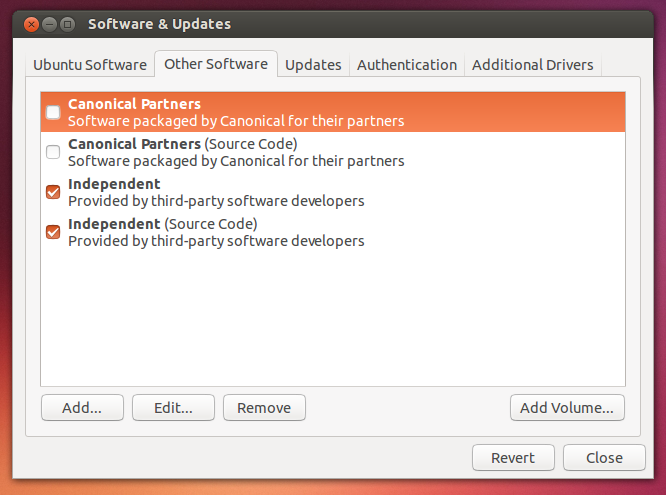 Software & Updates
Ubuntu Software Other Software Updates Authentication Additional Drivers
Canonical Partners
Software packaged by Canonical for their partners
Canonical Partners (Source Code)
Software packaged by Canonical for their partners
Independent
Provided by third-party software developers
Independent (Source Code)
Provided by third-party software developers
Add... Edit... Remove Add Volume...
Revert Close